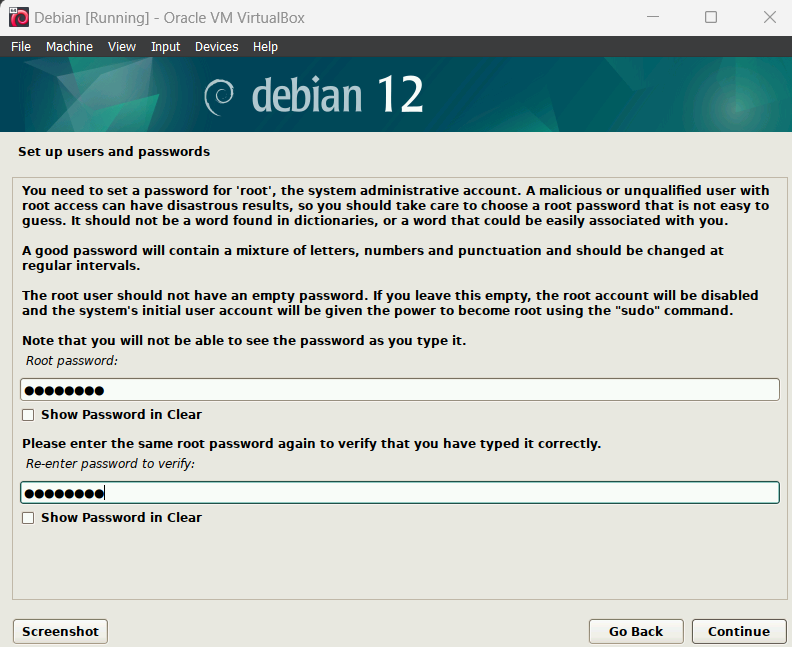 Debian [Running] - Oracle VM VirtualBox
File Machine View Input Devices Help
debian 12
Set up users and passwords
You need to set a password for 'root', the system administrative account. A malicious or unqualified user with
root access can have disastrous results, so you should take care to choose a root password that is not easy to
guess. It should not be a word found in dictionaries, or a word that could be easily associated with you.
A good password will contain a mixture of letters, numbers and punctuation and should be changed at
regular intervals.
The root user should not have an empty password. If you leave this empty, the root account will be disabled
and the system's initial user account will be given the power to become root using the "sudo" command.
Note that you will not be able to see the password as you type it.
Root password:
●●●●●●●●
Show Password in Clear
Please enter the same root password again to verify that you have typed it correctly.
Re-enter password to verify:
●●●●●●●●
Show Password in Clear
Screenshot Go Back Continue